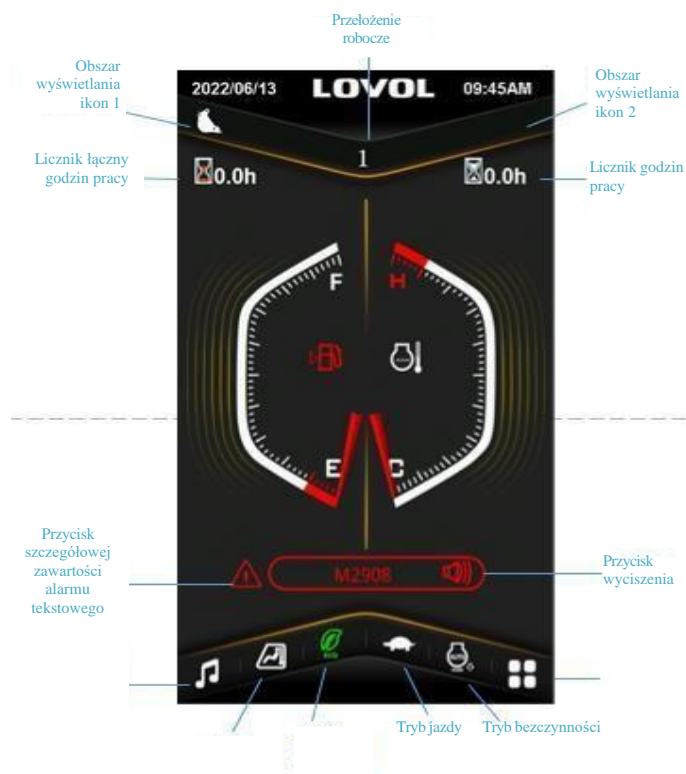 Przełożenie
robocze
Obszar
wyświetlania
ikon 1
Obszar
wyświetlania
ikon 2
2022/06/13 LOVOL 09:45AM
1
Licznik łączny
godzin pracy
0.0h
0.0h
Licznik godzin
pracy
F
H
E
C
Przycisk
szczegółowej
zawartości
alarmu
tekstowego
M2908
Przycisk
wyciszenia
AUTO
Tryb jazdy
Tryb bezczynności